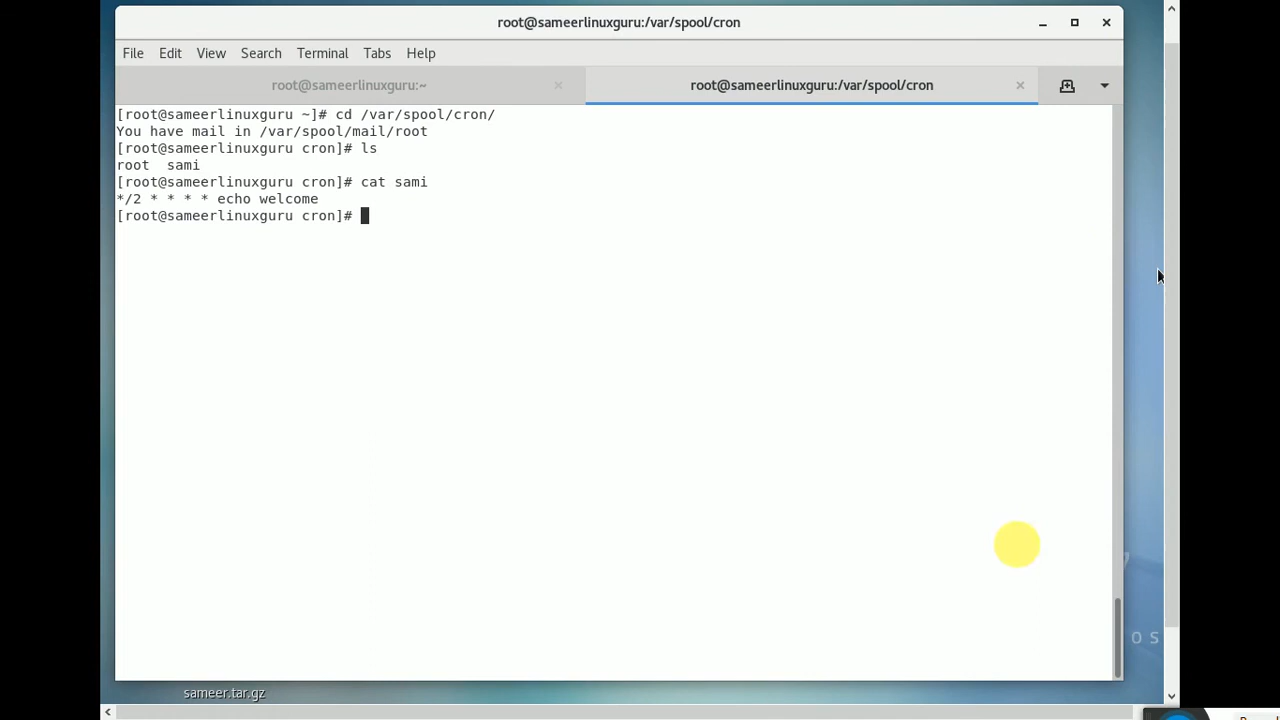 root@sameerlinuxguru:/var/spool/cron
File Edit View Search Terminal Tabs Help
root@sameerlinuxguru:~ root@sameerlinuxguru:/var/spool/cron
[root@sameerlinuxguru ~]# cd /var/spool/cron/
You have mail in /var/spool/mail/root
[root@sameerlinuxguru cron]# ls
root  sami
[root@sameerlinuxguru cron]# cat sami
*/2 * * * * echo welcome
[root@sameerlinuxguru cron]#
7
O S
sameer.tar.gz